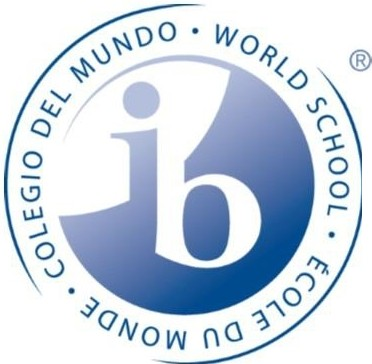 COLEGIO DEL MUNDO · WORLD SCHOOL · ÉCOLE DU MONDE ·
®
ib